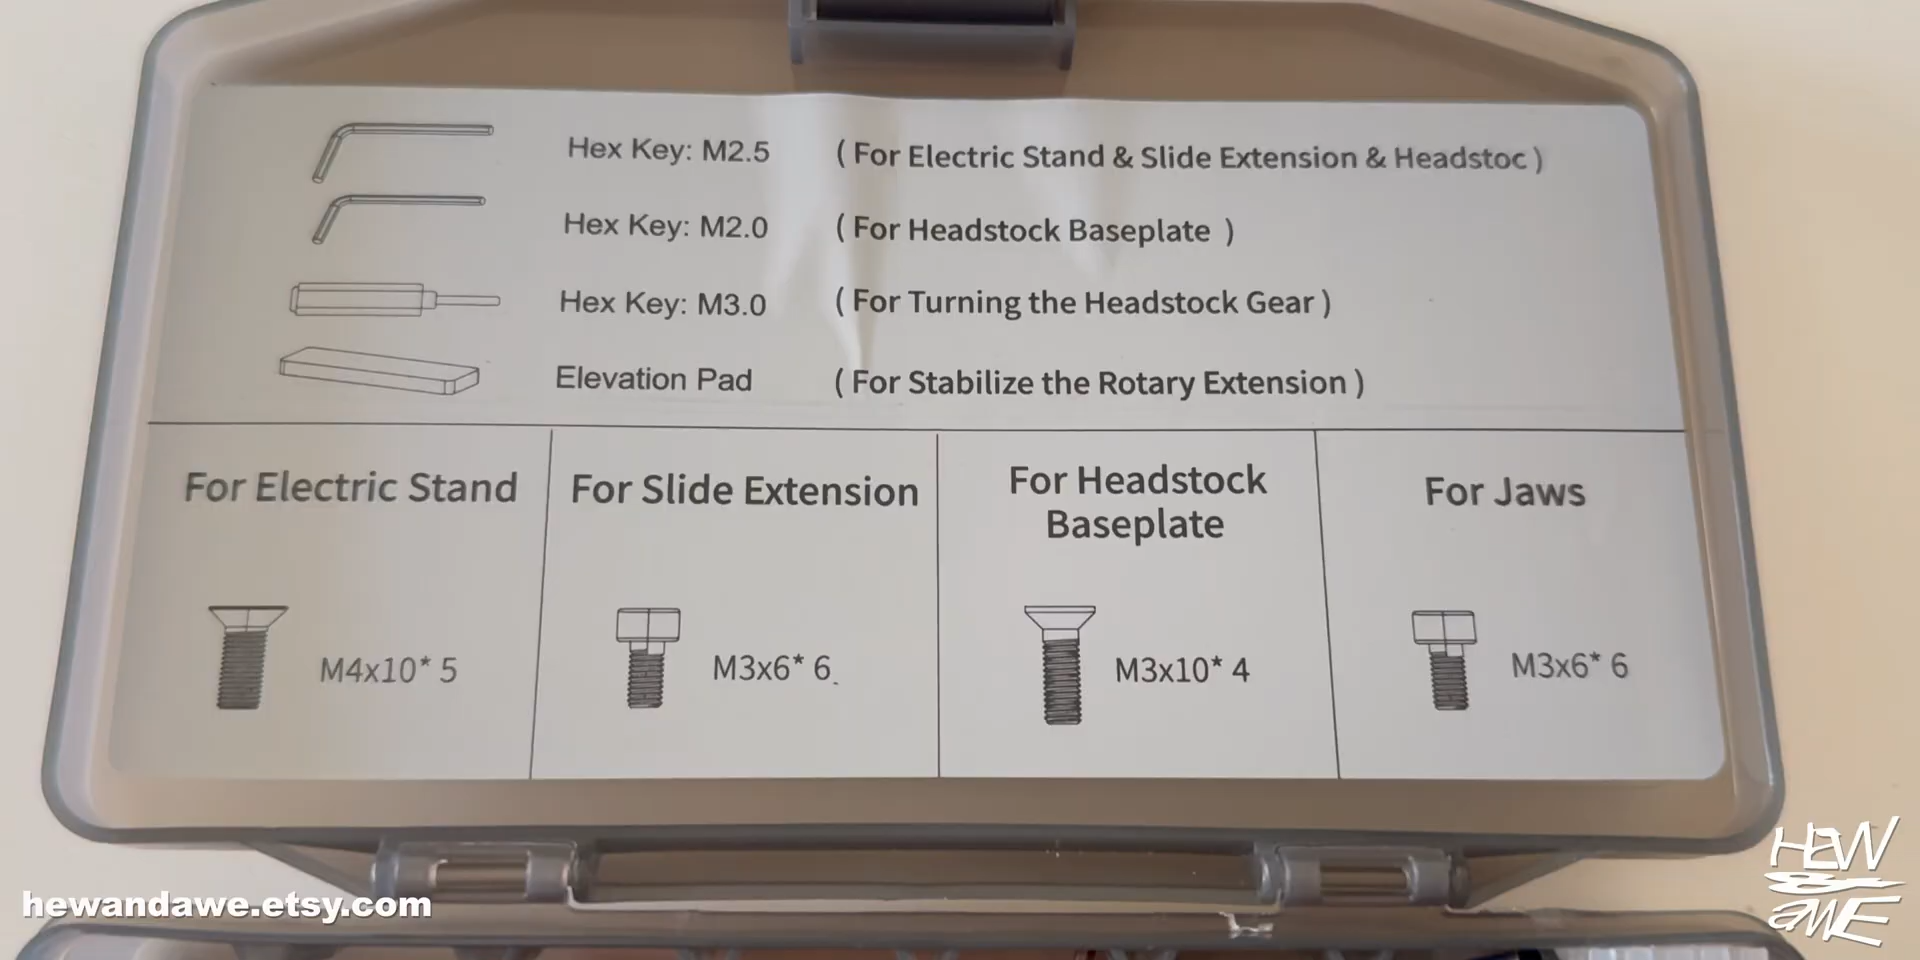 Hex Key: M2.5 ( For Electric Stand & Slide Extension & Headstoc )
Hex Key: M2.0 ( For Headstock Baseplate )
Hex Key: M3.0 ( For Turning the Headstock Gear )
Elevation Pad ( For Stabilize the Rotary Extension )
For Electric Stand
M4x10* 5
For Slide Extension
M3x6* 6
For Headstock
Baseplate
M3x10* 4
For Jaws
M3x6* 6
hewandawe.etsy.com
HEW
&
AWE